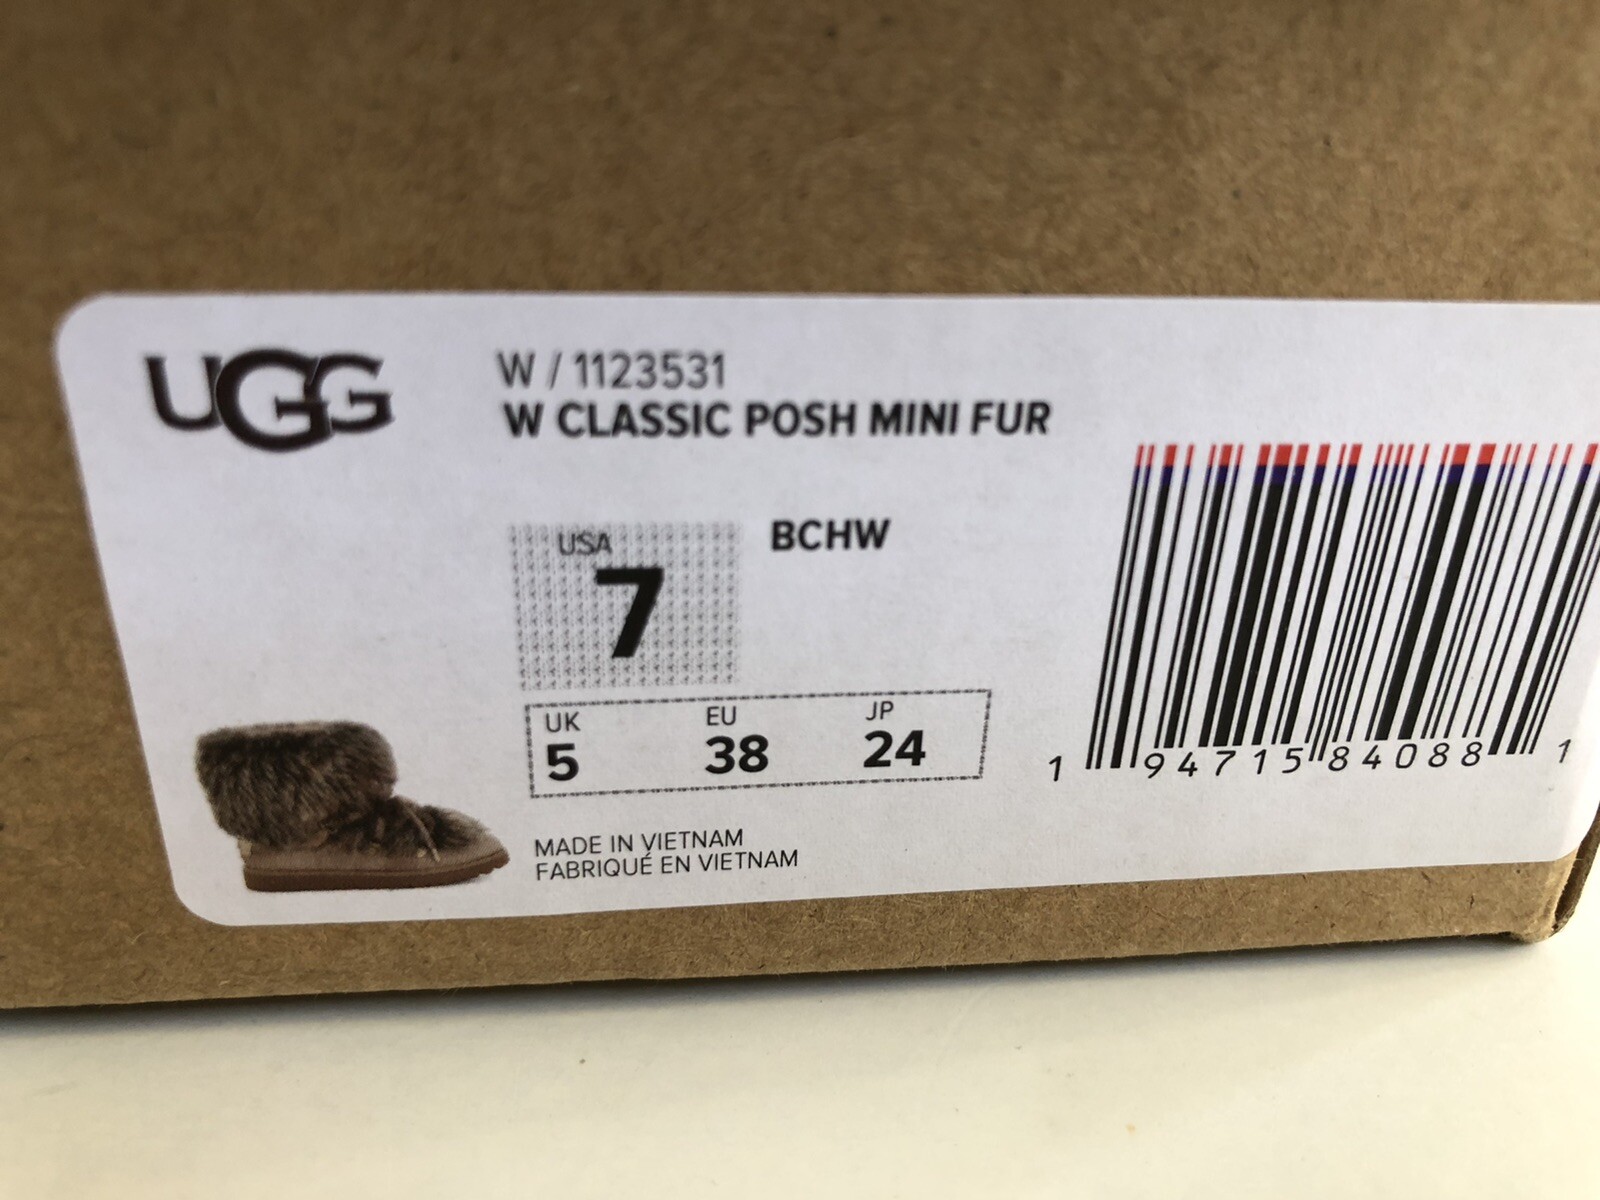 UGG
W / 1123531
W CLASSIC POSH MINI FUR
USA
7
BCHW
UK EU JP
5 38 24
MADE IN VIETNAM
FABRIQUÉ EN VIETNAM
1 94715 84088 1